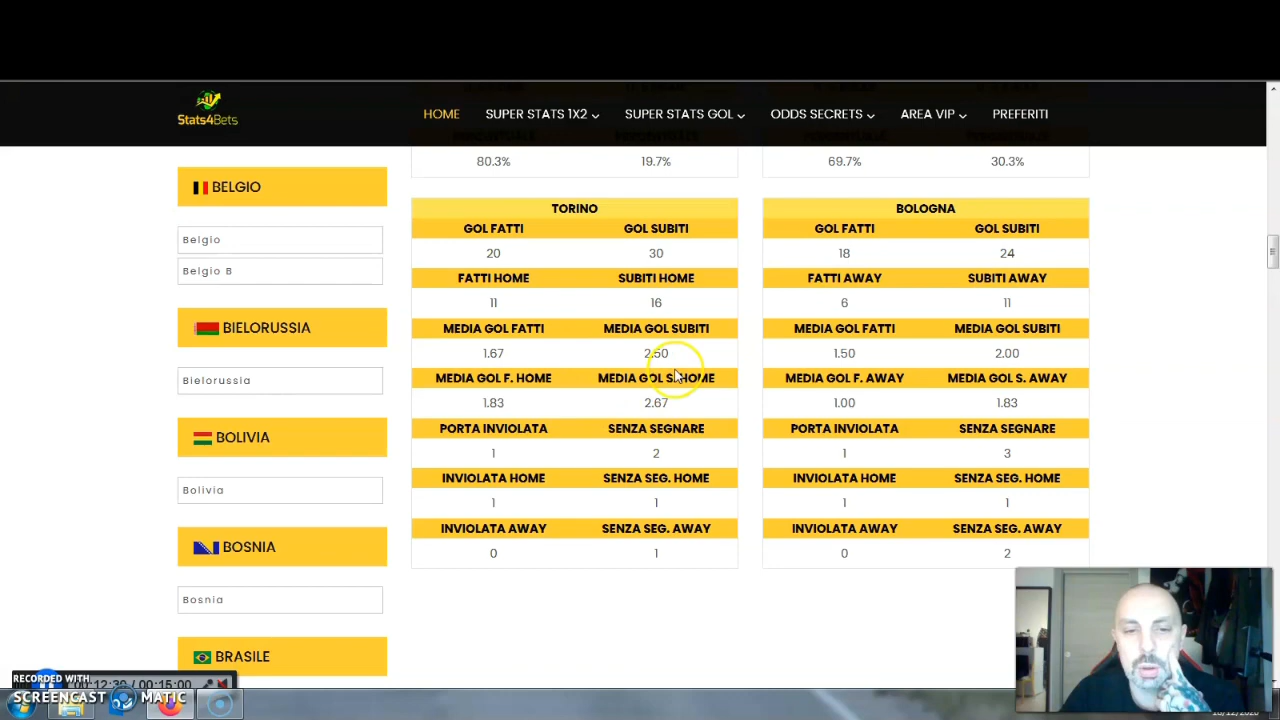 Stats4Bets
HOME SUPER STATS 1X2 SUPER STATS GOL ODDS SECRETS AREA VIP PREFERITI
80.3% 19.7% 69.7% 30.3%
BELGIO
Belgio
Belgio B
BIELORUSSIA
Bielorussia
BOLIVIA
Bolivia
BOSNIA
Bosnia
BRASILE
TORINO
GOL FATTI GOL SUBITI
20 30
FATTI HOME SUBITI HOME
11 16
MEDIA GOL FATTI MEDIA GOL SUBITI
1.67 2.50
MEDIA GOL F. HOME MEDIA GOL S. HOME
1.83 2.67
PORTA INVIOLATA SENZA SEGNARE
1 2
INVIOLATA HOME SENZA SEG. HOME
1 1
INVIOLATA AWAY SENZA SEG. AWAY
0 1
BOLOGNA
GOL FATTI GOL SUBITI
18 24
FATTI AWAY SUBITI AWAY
6 11
MEDIA GOL FATTI MEDIA GOL SUBITI
1.50 2.00
MEDIA GOL F. AWAY MEDIA GOL S. AWAY
1.00 1.83
PORTA INVIOLATA SENZA SEGNARE
1 3
INVIOLATA HOME SENZA SEG. HOME
1 1
INVIOLATA AWAY SENZA SEG. AWAY
0 2
RECORDED WITH
SCREENCAST MATIC
00:12:30 / 00:15:00